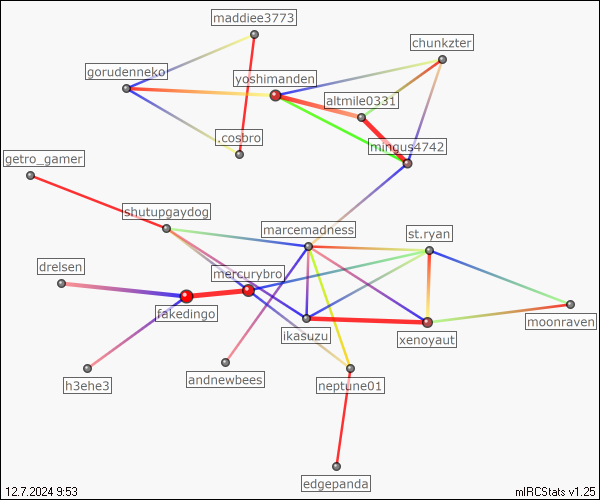 maddiee3773
chunkzter
gorudenneko
yoshimanden
altmile0331
.cosbro
mingus4742
getro_gamer
shutupgaydog
marcemadness
st.ryan
drelsen
mercurybro
fakedingo
ikasuzu
moonraven
xenoyaut
h3ehe3
andnewbees
neptune01
edgepanda
12.7.2024 9:53
mIRCStats v1.25